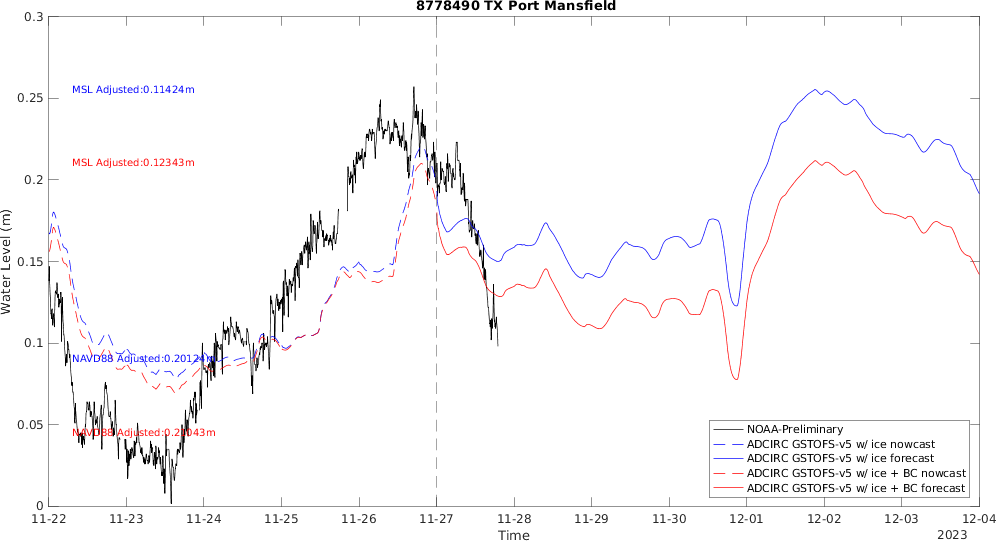 8778490 TX Port Mansfield
0.3
0.25
0.2
0.15
0.1
0.05
0
Water Level (m)
MSL Adjusted:0.11424m
MSL Adjusted:0.12343m
NAVD88 Adjusted:0.20124m
NAVD88 Adjusted:0.21043m
NOAA-Preliminary
ADCIRC GSTOFS-v5 w/ ice nowcast
ADCIRC GSTOFS-v5 w/ ice forecast
ADCIRC GSTOFS-v5 w/ ice + BC nowcast
ADCIRC GSTOFS-v5 w/ ice + BC forecast
11-22 11-23 11-24 11-25 11-26 11-27 11-28 11-29 11-30 12-01 12-02 12-03 12-04
Time
2023